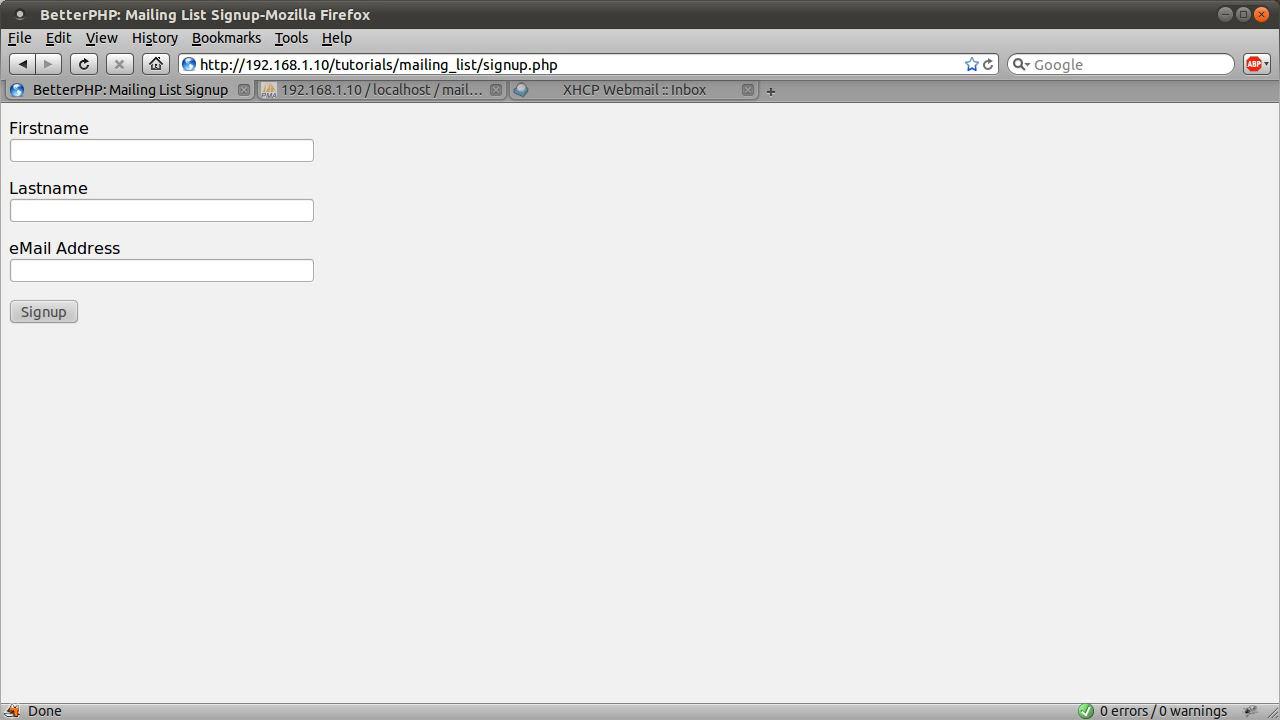 BetterPHP: Mailing List Signup-Mozilla Firefox
File Edit View History Bookmarks Tools Help
http://192.168.1.10/tutorials/mailing_list/signup.php Google ABP
BetterPHP: Mailing List Signup PMA 192.168.1.10 / localhost / mail... XHCP Webmail :: Inbox +
Firstname
Lastname
eMail Address
Signup
Done 0 errors / 0 warnings